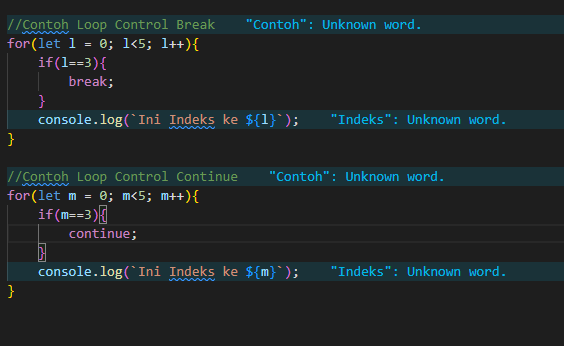 //Contoh Loop Control Break    "Contoh": Unknown word.
for(let l = 0; l<5; l++){
    if(l==3){
        break;
    }
    console.log(`Ini Indeks ke ${l}`);    "Indeks": Unknown word.
}
//Contoh Loop Control Continue    "Contoh": Unknown word.
for(let m = 0; m<5; m++){
    if(m==3){
        continue;
    }
    console.log(`Ini Indeks ke ${m}`);    "Indeks": Unknown word.
}